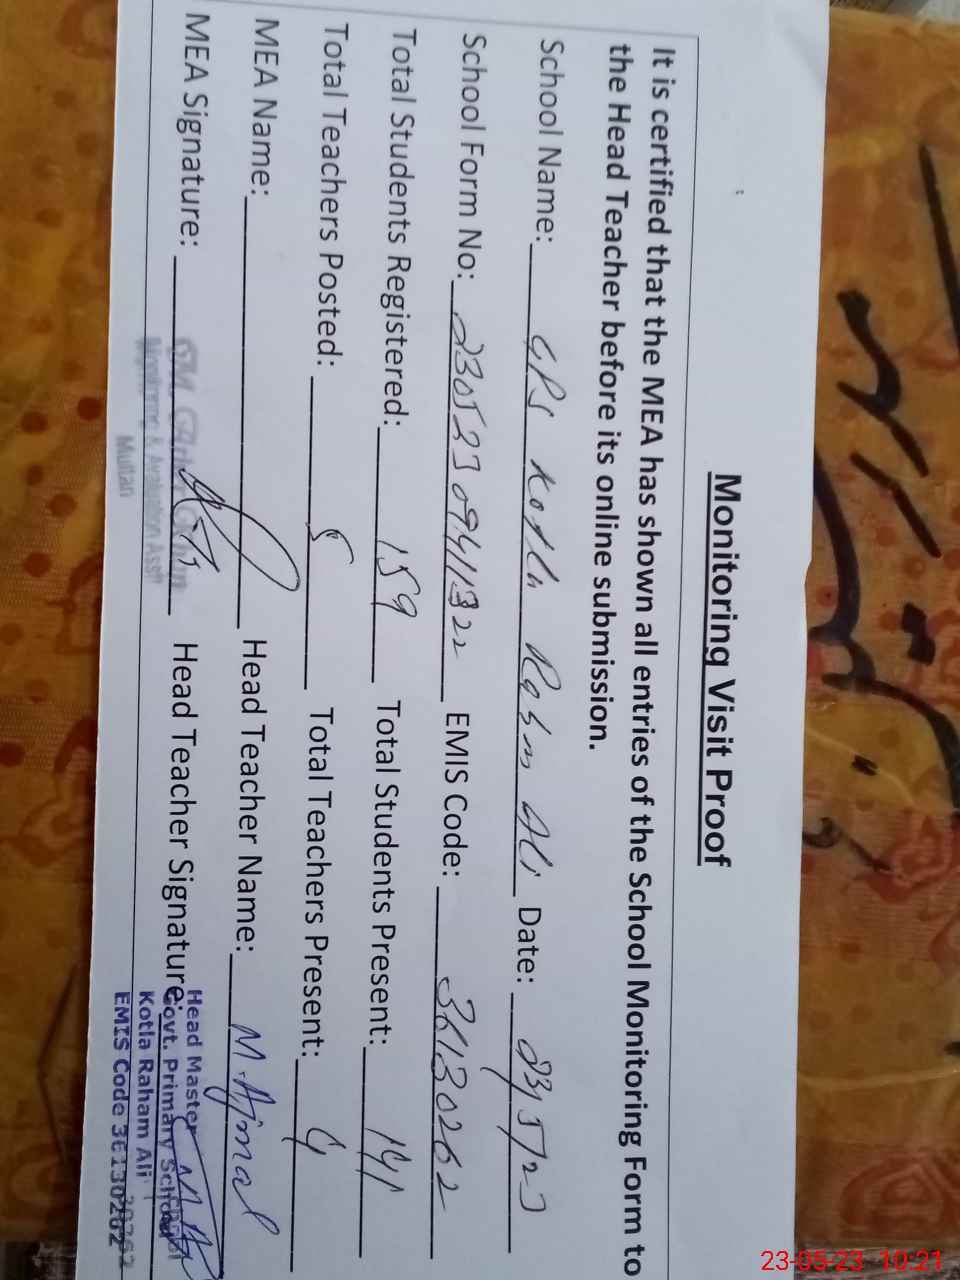 Monitoring Visit Proof
It is certified that the MEA has shown all entries of the School Monitoring Form to
the Head Teacher before its online submission.
School Name: GPS Kotla Rahm Ali Date: 23/5/23
School Form No: EMIS Code: 36130262
Total Students Registered: 159 Total Students Present: 141
Total Teachers Posted: 5 Total Teachers Present: 4
MEA Name: Head Teacher Name: M. Ajmal
MEA Signature: Head Teacher Signature:
Monitoring & Evaluation Asstt
Multan
Head Master
Govt. Primary School
Kotla Raham Ali
EMIS Code 36130262
23-05-23 10:21